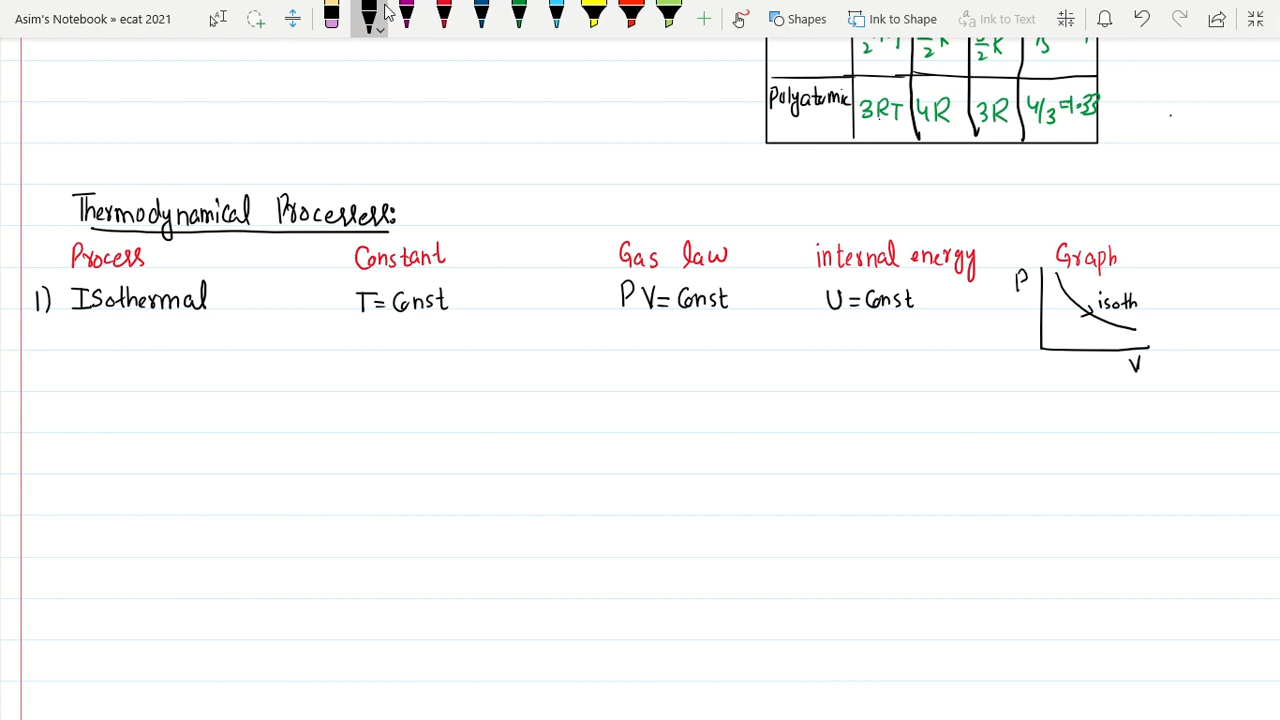 Asim's Notebook » ecat 2021
Shapes
Ink to Shape
Ink to Text
Polyatomic 3RT 4R 3R 4/3=1.33
Thermodynamical Processess:
Process Constant Gas law internal energy Graph
1) ISothermal T=Const PV=Const U=Const
P
isoth
V